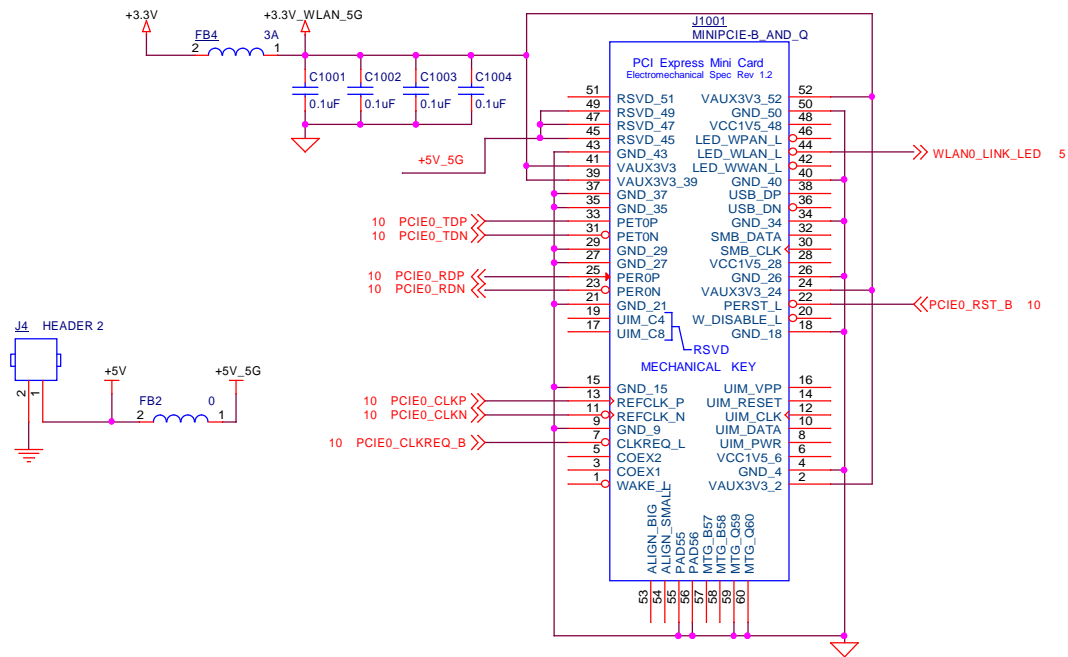 +3.3V
+3.3V_WLAN_5G
FB4 3A
2 1
C1001 C1002 C1003 C1004
0.1uF 0.1uF 0.1uF 0.1uF
+5V_5G
J1001
MINIPCIE-B_AND_Q
PCI Express Mini Card
Electromechanical Spec Rev 1.2
51 RSVD_51 VAUX3V3_52 52
49 RSVD_49 GND_50 50
47 RSVD_47 VCC1V5_48 48
45 RSVD_45 LED_WPAN_L 46
43 GND_43 LED_WLAN_L 44 WLAN0_LINK_LED 5
41 VAUX3V3 LED_WWAN_L 42
39 VAUX3V3_39 GND_40 40
37 GND_37 USB_DP 38
35 GND_35 USB_DN 36
10 PCIE0_TDP 33 PET0P GND_34 34
10 PCIE0_TDN 31 PET0N SMB_DATA 32
29 GND_29 SMB_CLK 30
27 GND_27 VCC1V5_28 28
10 PCIE0_RDP 25 PER0P GND_26 26
10 PCIE0_RDN 23 PER0N VAUX3V3_24 24
21 GND_21 PERST_L 22 PCIE0_RST_B 10
19 UIM_C4 W_DISABLE_L 20
17 UIM_C8 GND_18 18
RSVD
MECHANICAL KEY
15 GND_15 UIM_VPP 16
10 PCIE0_CLKP 13 REFCLK_P UIM_RESET 14
10 PCIE0_CLKN 11 REFCLK_N UIM_CLK 12
9 GND_9 UIM_DATA 10
10 PCIE0_CLKREQ_B 7 CLKREQ_L UIM_PWR 8
5 COEX2 VCC1V5_6 6
3 COEX1 GND_4 4
1 WAKE_L VAUX3V3_2 2
ALIGN_BIG
ALIGN_SMALL
PAD55
PAD56
MTG_B57
MTG_B58
MTG_Q59
MTG_Q60
53 54 55 56 57 58 59 60
J4 HEADER 2
2 1
+5V
+5V_5G
FB2 0
2 1